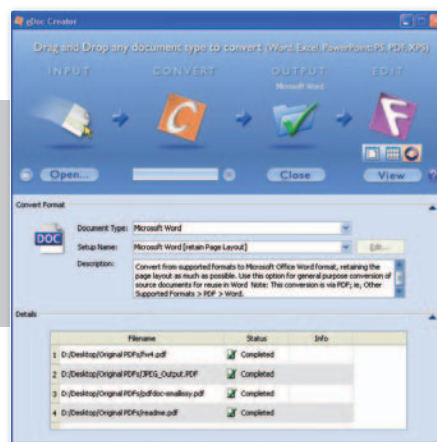 gDoc Creator
Drag and Drop any document type to convert (Word,Excel,PowerPoint,PS,PDF,XPS)
INPUT CONVERT OUTPUT EDIT
Microsoft Word
C F
Open... Close View
Convert Format
DOC
Document Type: Microsoft Word
Setup Name: Microsoft Word [retain Page Layout] Edit...
Description: Convert from supported formats to Microsoft Office Word format, retaining the
page layout as much as possible. Use this option for general purpose conversion of
source documents for reuse in Word Note: This conversion is via PDF; ie, Other
Supported Formats > PDF > Word.
Details
Filename Status Info
1 D:/Desktop/Original PDFs/fw4.pdf Completed
2 D:/Desktop/Original PDFs/JPEG_Output.PDF Completed
3 D:/Desktop/Original PDFs/pdfdoc-smallissy.pdf Completed
4 D:/Desktop/Original PDFs/readme.pdf Completed